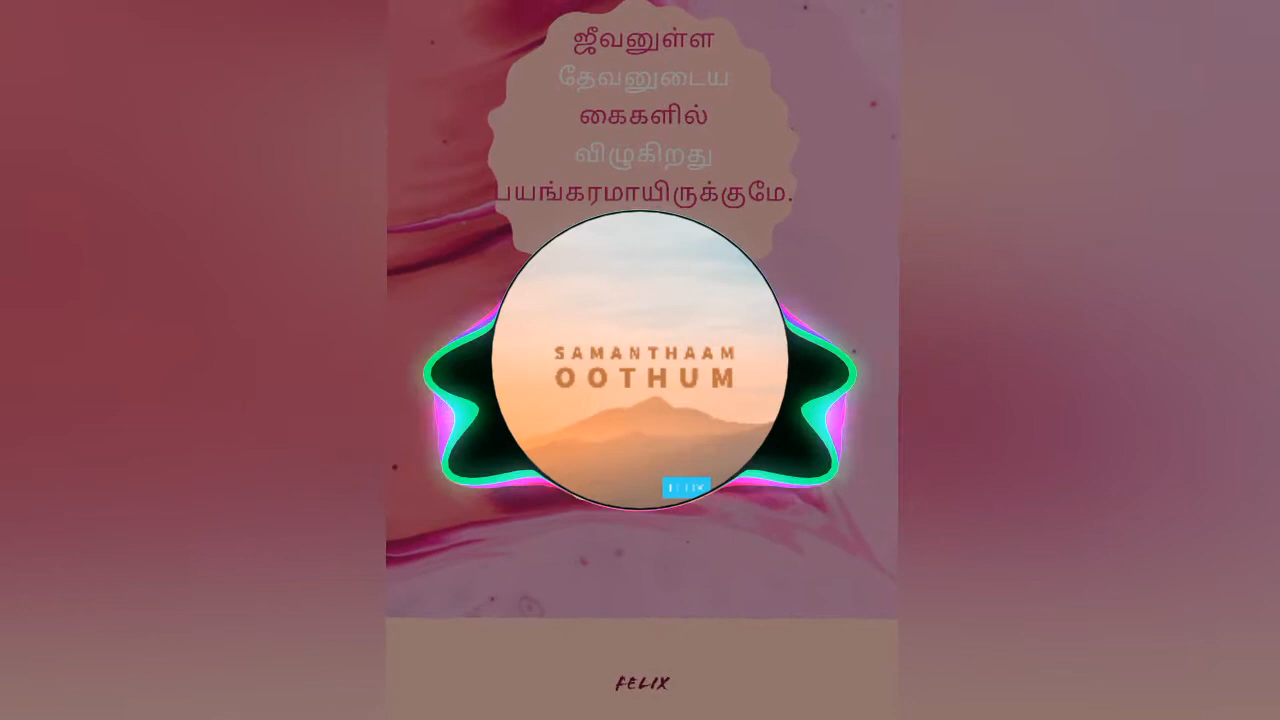 ஜீவனுள்ள
தேவனுடைய
கைகளில்
விழுகிறது
பயங்கரமாயிருக்குமே.
SAMANTHAAM
OOTHUM
FELIX